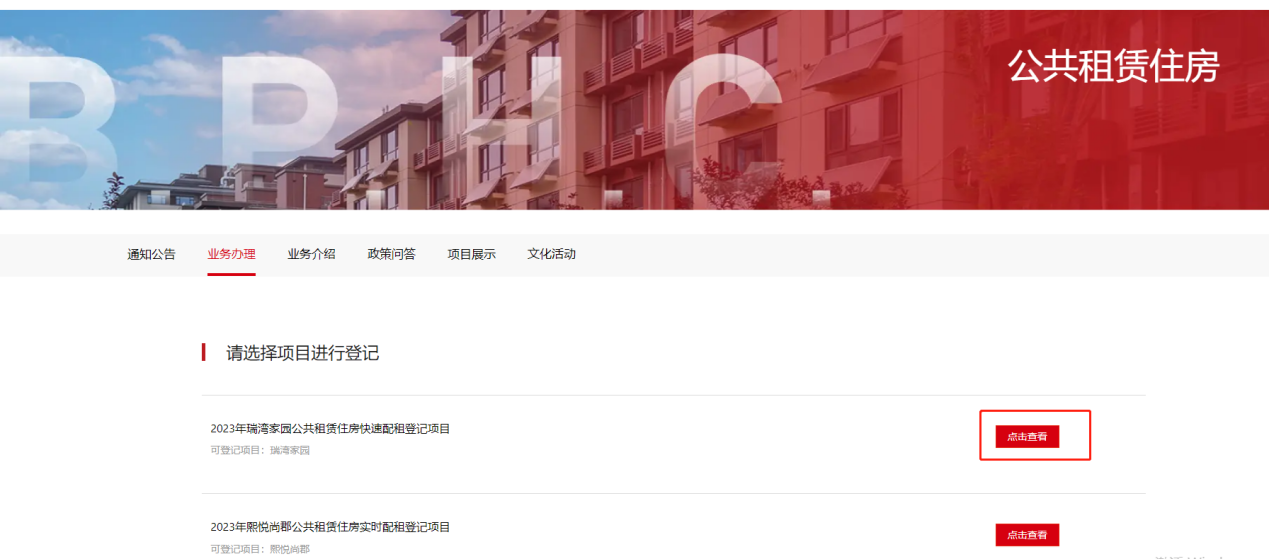 B.P.H.C.
公共租赁住房
通知公告 业务办理 业务介绍 政策问答 项目展示 文化活动
请选择项目进行登记
2023年瑞湾家园公共租赁住房快速配租登记项目
可登记项目：瑞湾家园
点击查看
2023年熙悦尚郡公共租赁住房实时配租登记项目
可登记项目：熙悦尚郡
点击查看